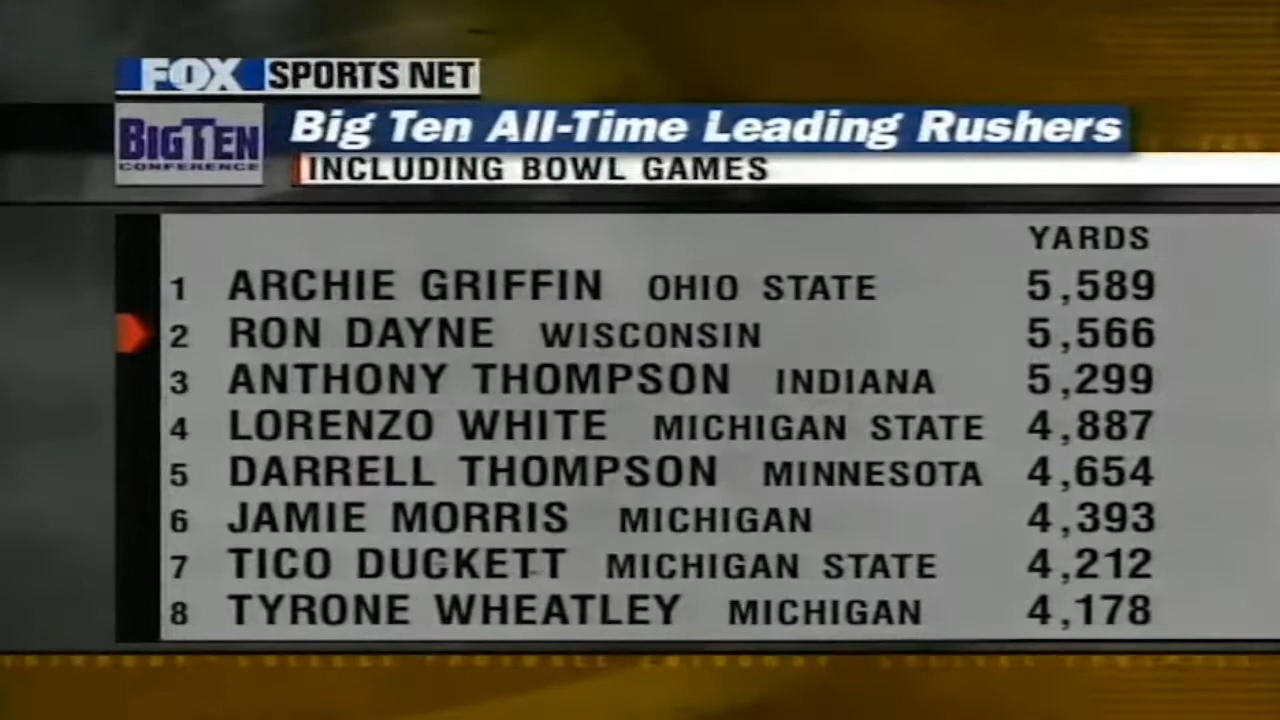 FOX SPORTS NET
BIG TEN
CONFERENCE
Big Ten All-Time Leading Rushers
INCLUDING BOWL GAMES
YARDS
1 ARCHIE GRIFFIN OHIO STATE 5,589
2 RON DAYNE WISCONSIN 5,566
3 ANTHONY THOMPSON INDIANA 5,299
4 LORENZO WHITE MICHIGAN STATE 4,887
5 DARRELL THOMPSON MINNESOTA 4,654
6 JAMIE MORRIS MICHIGAN 4,393
7 TICO DUCKETT MICHIGAN STATE 4,212
8 TYRONE WHEATLEY MICHIGAN 4,178